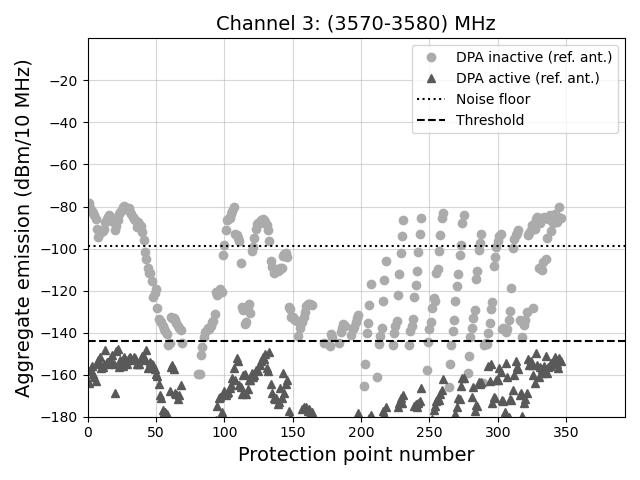 Channel 3: (3570-3580) MHz
DPA inactive (ref. ant.)
DPA active (ref. ant.)
Noise floor
Threshold
Aggregate emission (dBm/10 MHz)
−20
−40
−60
−80
−100
−120
−140
−160
−180
0 50 100 150 200 250 300 350
Protection point number